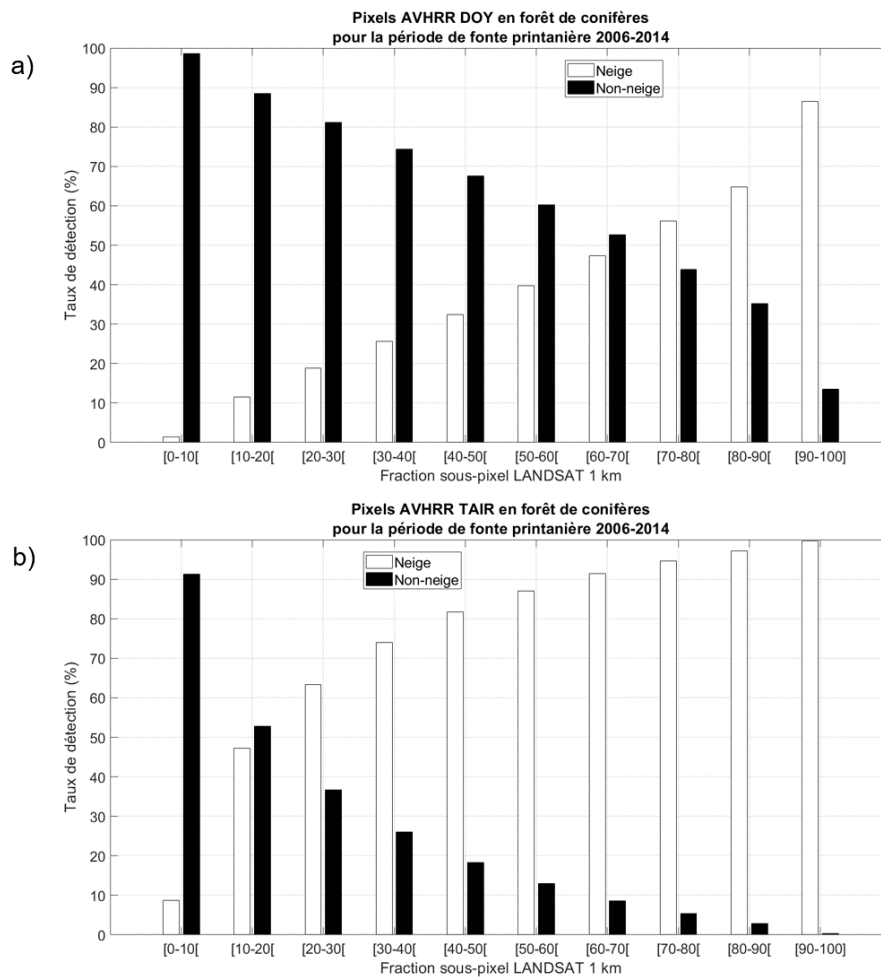 a)
Pixels AVHRR DOY en forêt de conifères
pour la période de fonte printanière 2006-2014
Neige
Non-neige
Taux de détection (%)
100
90
80
70
60
50
40
30
20
10
0
[0-10[ [10-20[ [20-30[ [30-40[ [40-50[ [50-60[ [60-70[ [70-80[ [80-90[ [90-100]
Fraction sous-pixel LANDSAT 1 km
b)
Pixels AVHRR TAIR en forêt de conifères
pour la période de fonte printanière 2006-2014
Neige
Non-neige
Taux de détection (%)
100
90
80
70
60
50
40
30
20
10
0
[0-10[ [10-20[ [20-30[ [30-40[ [40-50[ [50-60[ [60-70[ [70-80[ [80-90[ [90-100]
Fraction sous-pixel LANDSAT 1 km